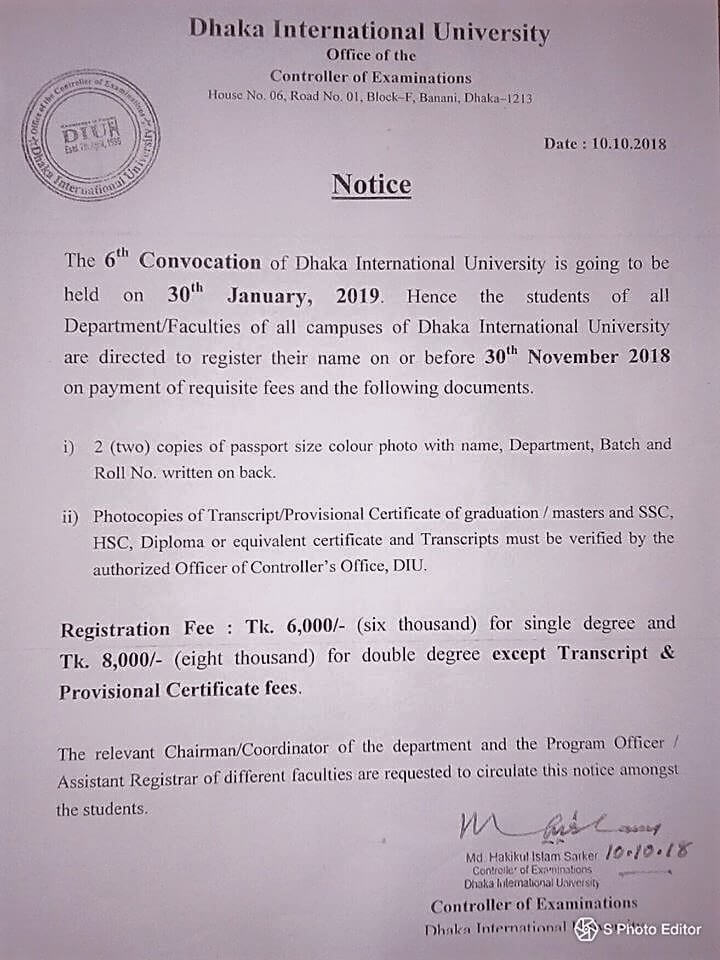 Dhaka International University
Office of the
Controller of Examinations
House No. 06, Road No. 01, Block–F, Banani, Dhaka–1213
Office of the Controller of Examinations
DIU
Dhaka International University
Date : 10.10.2018
Notice
The 6th Convocation of Dhaka International University is going to be
held on 30th January, 2019. Hence the students of all
Department/Faculties of all campuses of Dhaka International University
are directed to register their name on or before 30th November 2018
on payment of requisite fees and the following documents.
i) 2 (two) copies of passport size colour photo with name, Department, Batch and
Roll No. written on back.
ii) Photocopies of Transcript/Provisional Certificate of graduation / masters and SSC,
HSC, Diploma or equivalent certificate and Transcripts must be verified by the
authorized Officer of Controller's Office, DIU.
Registration Fee : Tk. 6,000/- (six thousand) for single degree and
Tk. 8,000/- (eight thousand) for double degree except Transcript &
Provisional Certificate fees.
The relevant Chairman/Coordinator of the department and the Program Officer /
Assistant Registrar of different faculties are requested to circulate this notice amongst
the students.
10.10.18
Md. Hakikul Islam Sarker
Controller of Examinations
Dhaka International University
Controller of Examinations
Dhaka International University
S Photo Editor